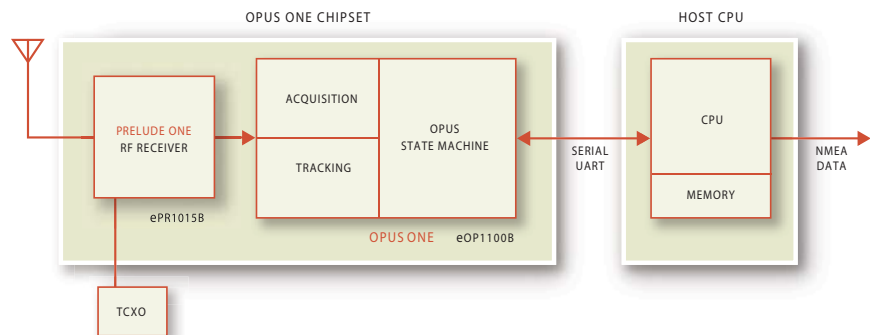 OPUS ONE CHIPSET
HOST CPU
PRELUDE ONE
RF RECEIVER
ACQUISITION
TRACKING
OPUS
STATE MACHINE
SERIAL
UART
CPU
MEMORY
NMEA
DATA
ePR1015B
OPUS ONE eOP1100B
TCXO